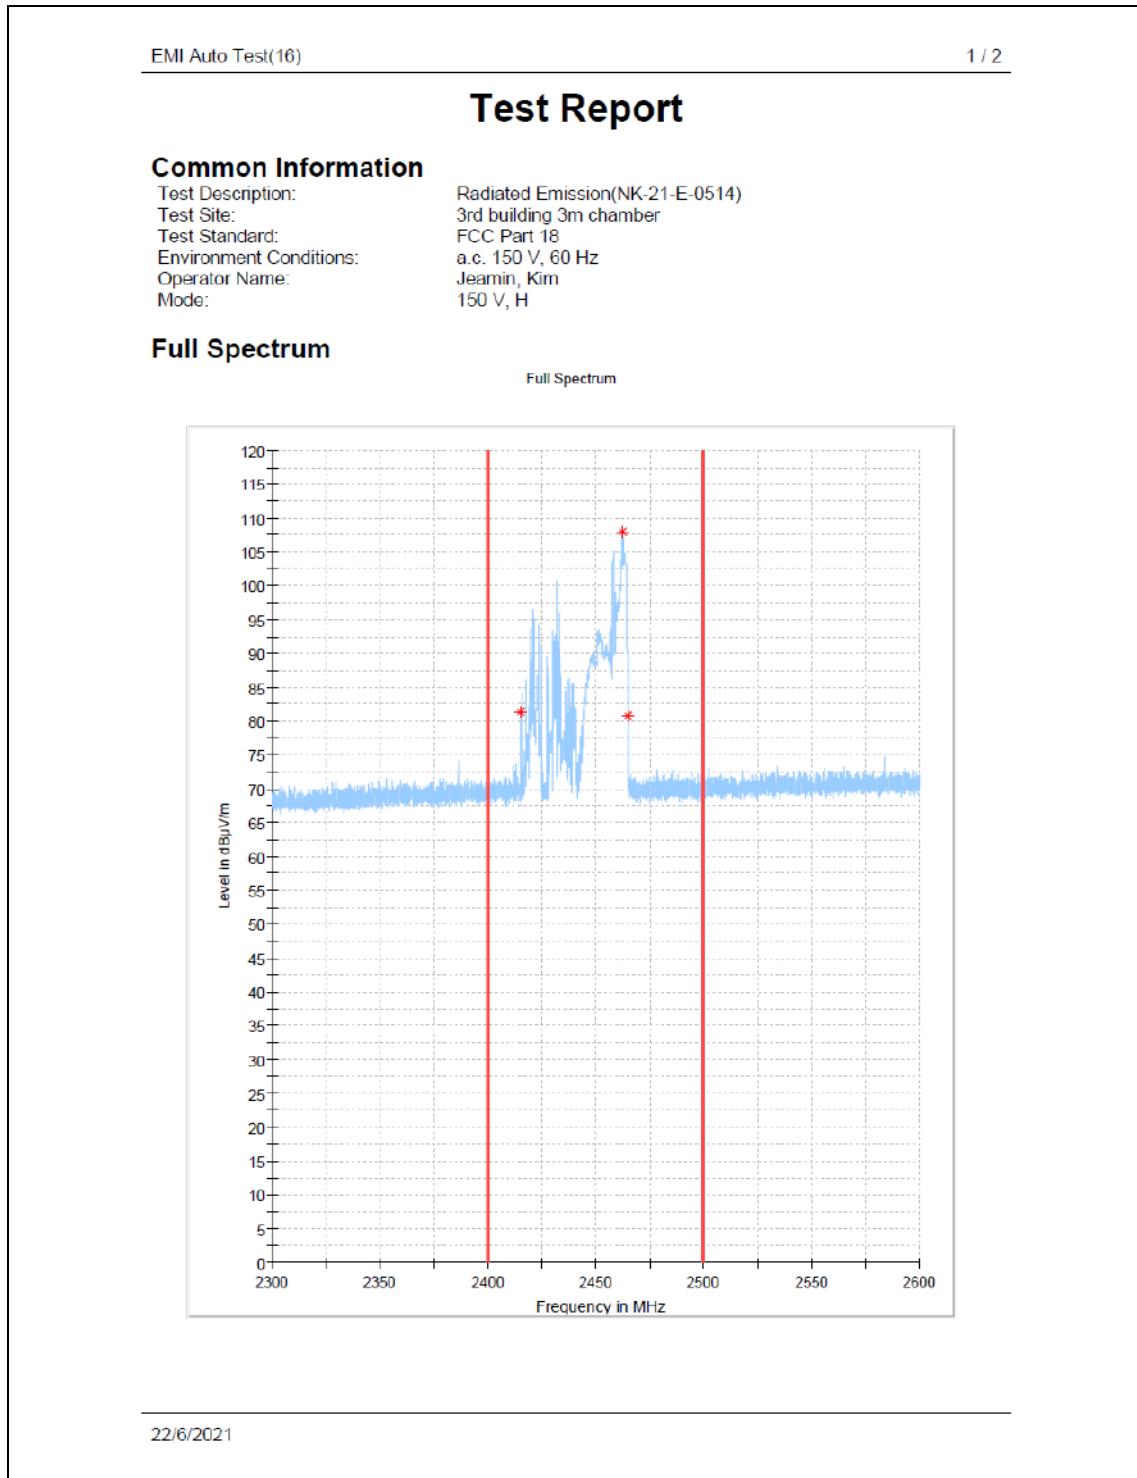 EMI Auto Test(16) 1 / 2
Test Report
Common Information
Test Description: Radiated Emission(NK-21-E-0514)
Test Site: 3rd building 3m chamber
Test Standard: FCC Part 18
Environment Conditions: a.c. 150 V, 60 Hz
Operator Name: Jeamin, Kim
Mode: 150 V, H
Full Spectrum
Full Spectrum
120
115
110
105
100
95
90
85
80
75
70
65
60
55
50
45
40
35
30
25
20
15
10
5
0
Level in dBµV/m
2300 2350 2400 2450 2500 2550 2600
Frequency in MHz
22/6/2021